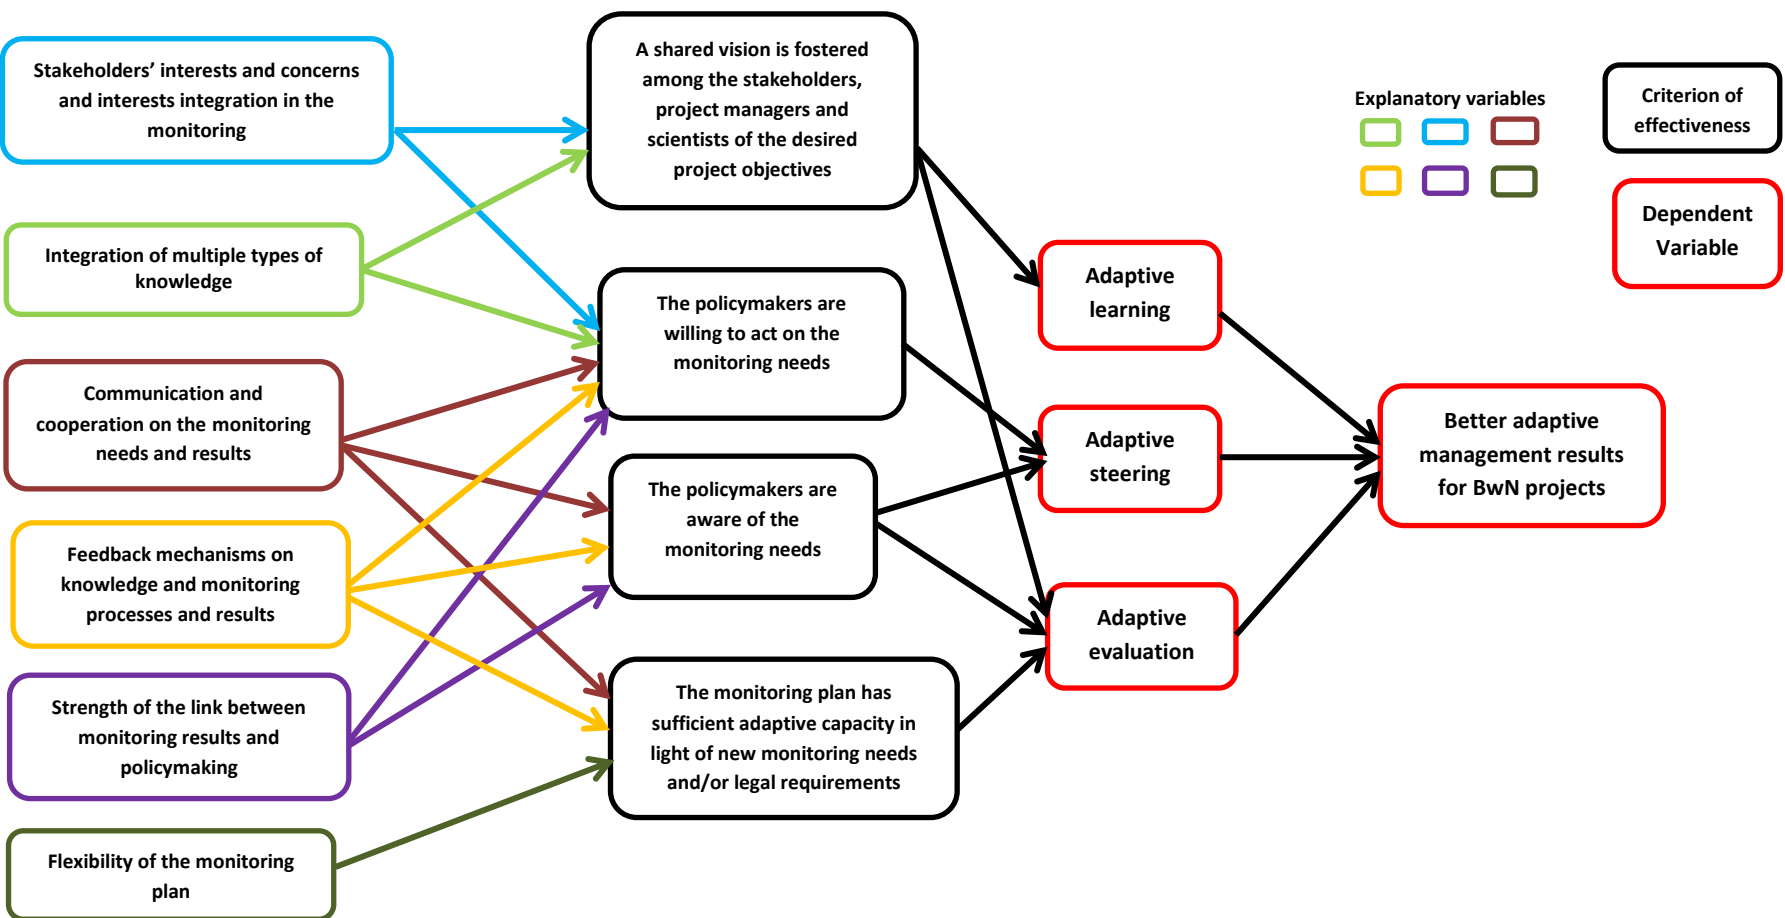 Stakeholders' interests and concerns
and interests integration in the
monitoring
Integration of multiple types of
knowledge
Communication and
cooperation on the monitoring
needs and results
Feedback mechanisms on
knowledge and monitoring
processes and results
Strength of the link between
monitoring results and
policymaking
Flexibility of the monitoring
plan
A shared vision is fostered
among the stakeholders,
project managers and
scientists of the desired
project objectives
The policymakers are
willing to act on the
monitoring needs
The policymakers are
aware of the
monitoring needs
The monitoring plan has
sufficient adaptive capacity in
light of new monitoring needs
and/or legal requirements
Adaptive
learning
Adaptive
steering
Adaptive
evaluation
Better adaptive
management results
for BwN projects
Explanatory variables
Criterion of
effectiveness
Dependent
Variable